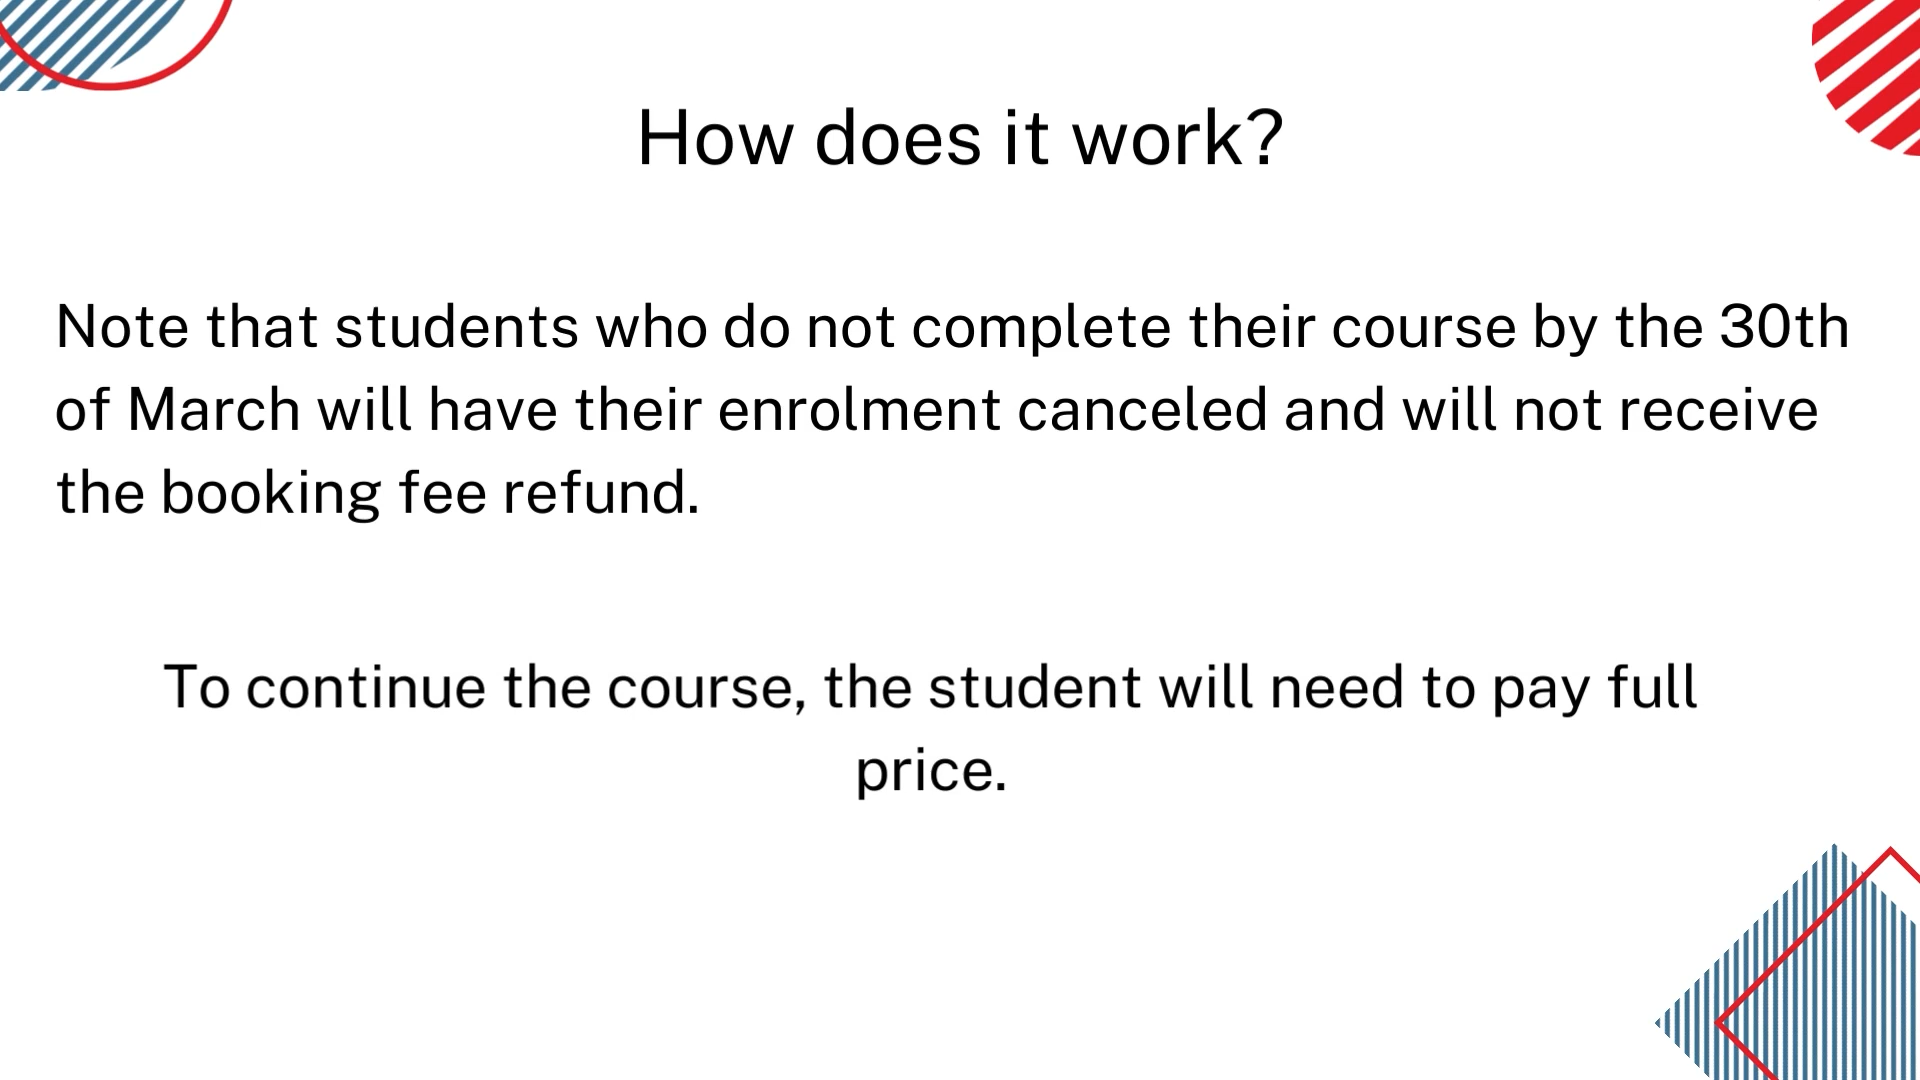 How does it work?
Note that students who do not complete their course by the 30th
of March will have their enrolment canceled and will not receive
the booking fee refund.
To continue the course, the student will need to pay full
price.